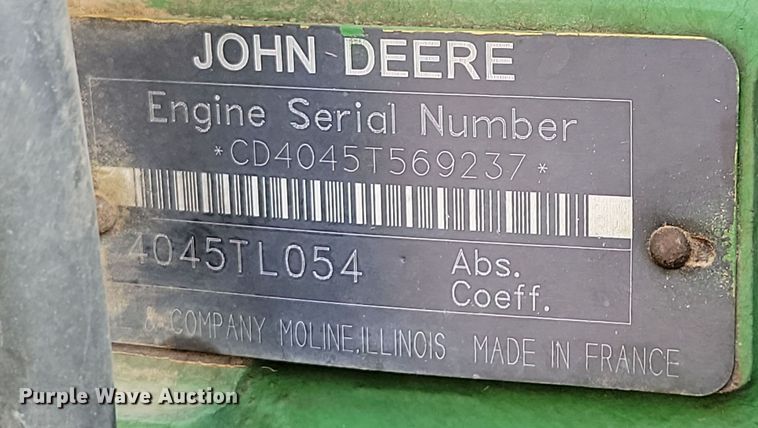 JOHN DEERE
Engine Serial Number
*CD4045T569237*
4045TL054
Abs.
Coeff.
& COMPANY MOLINE,ILLINOIS MADE IN FRANCE
Purple Wave Auction